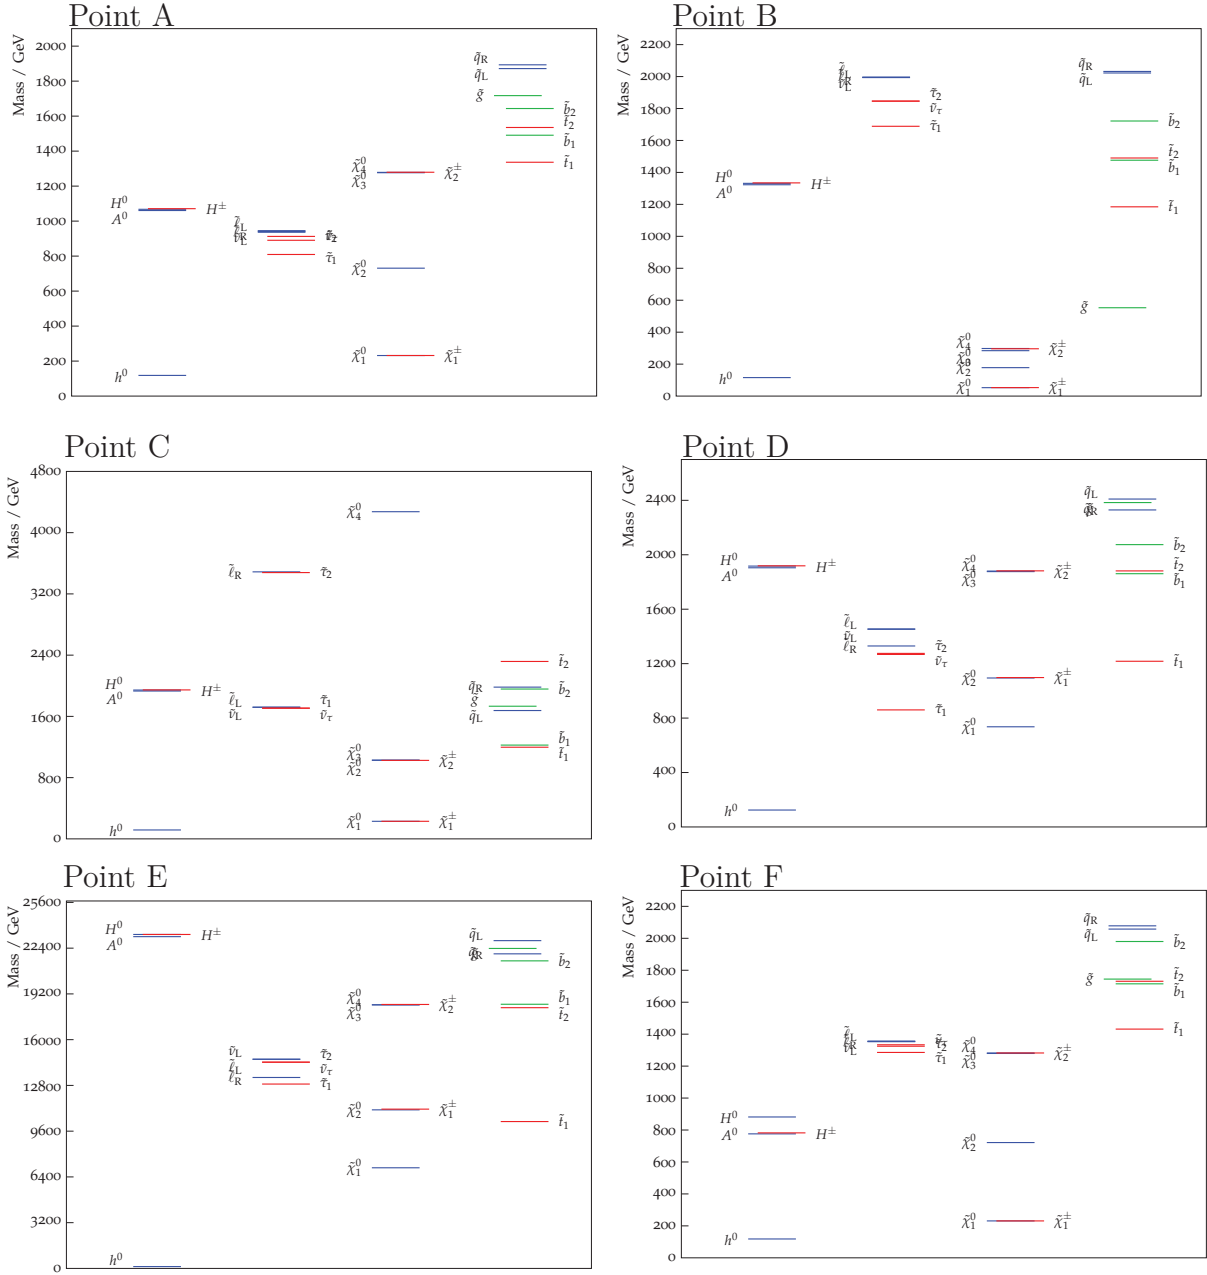 Point A
Mass / GeV
2000
1800
1600
1400
1200
1000
800
600
400
200
0
H⁰
A⁰
H±
h⁰
ℓ̃L
ν̃L
τ̃1
χ̃⁰4
χ̃⁰3
χ̃±2
χ̃⁰2
χ̃⁰1
χ̃±1
q̃R
q̃L
g̃
b̃2
t̃2
b̃1
t̃1
Point B
Mass / GeV
2200
2000
1800
1600
1400
1200
1000
800
600
400
200
0
H⁰
A⁰
H±
h⁰
ν̃L
τ̃2
ν̃τ
τ̃1
χ̃⁰4
χ̃±2
χ̃⁰2
χ̃⁰1
χ̃±1
q̃R
q̃L
b̃2
t̃2
b̃1
t̃1
g̃
Point C
Mass / GeV
4800
4000
3200
2400
1600
800
0
H⁰
A⁰
H±
h⁰
ℓ̃R
τ̃2
ℓ̃L
ν̃L
τ̃1
ν̃τ
χ̃⁰4
χ̃⁰3
χ̃⁰2
χ̃±2
χ̃⁰1
χ̃±1
t̃2
q̃R
b̃2
g̃
q̃L
b̃1
t̃1
Point D
Mass / GeV
2400
2000
1600
1200
800
400
0
H⁰
A⁰
H±
h⁰
ℓ̃L
ν̃L
ℓ̃R
τ̃2
ν̃τ
τ̃1
χ̃⁰4
χ̃⁰3
χ̃±2
χ̃⁰2
χ̃±1
χ̃⁰1
q̃L
b̃2
t̃2
b̃1
t̃1
Point E
Mass / GeV
25600
22400
19200
16000
12800
9600
6400
3200
0
H⁰
A⁰
H±
h⁰
ν̃L
ℓ̃L
ℓ̃R
τ̃2
ν̃τ
τ̃1
χ̃⁰4
χ̃⁰3
χ̃±2
χ̃⁰2
χ̃±1
χ̃⁰1
q̃L
b̃2
b̃1
t̃2
t̃1
Point F
Mass / GeV
2200
2000
1800
1600
1400
1200
1000
800
600
400
200
0
H⁰
A⁰
H±
h⁰
ℓ̃L
ν̃L
τ̃1
χ̃⁰4
χ̃⁰3
χ̃±2
χ̃⁰2
χ̃⁰1
χ̃±1
q̃R
q̃L
b̃2
g̃
t̃2
b̃1
t̃1